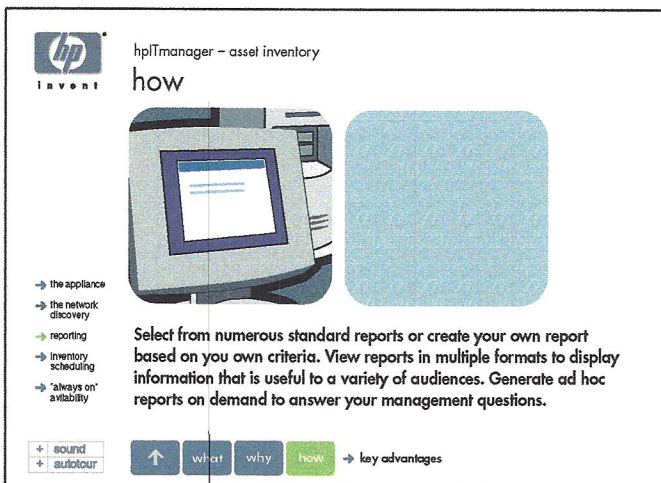 hp
invent
hpITmanager – asset inventory
how
the appliance
the network
discovery
reporting
inventory
scheduling
"always on"
avilability
Select from numerous standard reports or create your own report
based on you own criteria. View reports in multiple formats to display
information that is useful to a variety of audiences. Generate ad hoc
reports on demand to answer your management questions.
+ sound
+ autotour
what
why
how
key advantages